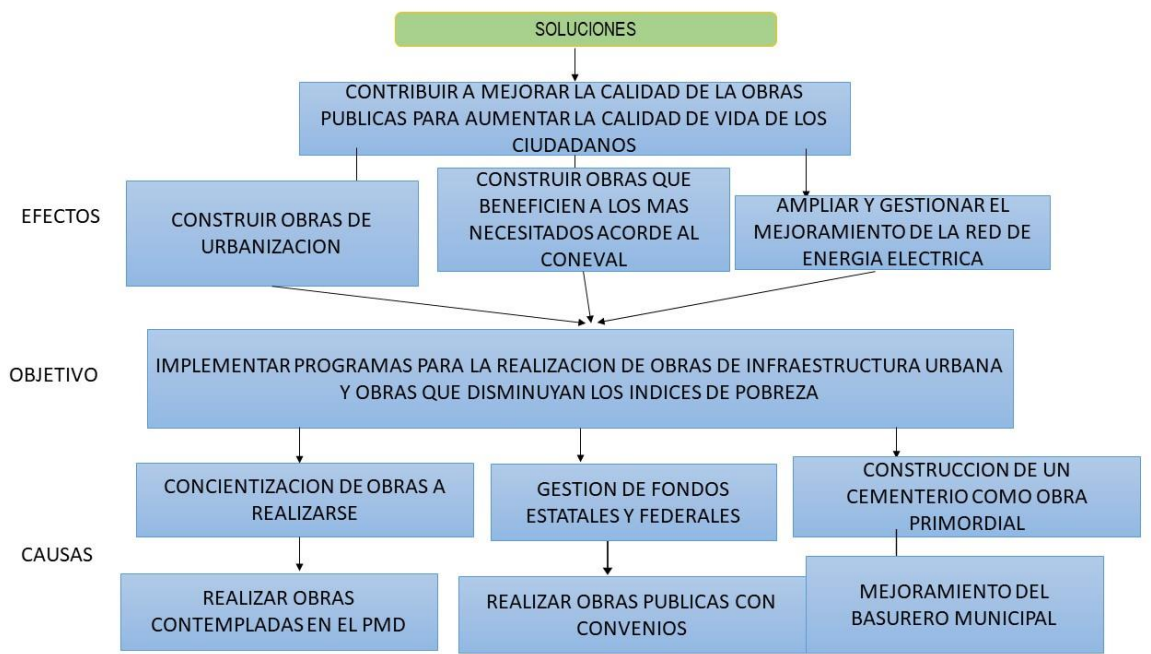 SOLUCIONES
CONTRIBUIR A MEJORAR LA CALIDAD DE LA OBRAS
PUBLICAS PARA AUMENTAR LA CALIDAD DE VIDA DE LOS
CIUDADANOS
EFECTOS
CONSTRUIR OBRAS DE
URBANIZACION
CONSTRUIR OBRAS QUE
BENEFICIEN A LOS MAS
NECESITADOS ACORDE AL
CONEVAL
AMPLIAR Y GESTIONAR EL
MEJORAMIENTO DE LA RED DE
ENERGIA ELECTRICA
OBJETIVO
IMPLEMENTAR PROGRAMAS PARA LA REALIZACION DE OBRAS DE INFRAESTRUCTURA URBANA
Y OBRAS QUE DISMINUYAN LOS INDICES DE POBREZA
CAUSAS
CONCIENTIZACION DE OBRAS A
REALIZARSE
GESTION DE FONDOS
ESTATALES Y FEDERALES
CONSTRUCCION DE UN
CEMENTERIO COMO OBRA
PRIMORDIAL
REALIZAR OBRAS
CONTEMPLADAS EN EL PMD
REALIZAR OBRAS PUBLICAS CON
CONVENIOS
MEJORAMIENTO DEL
BASURERO MUNICIPAL